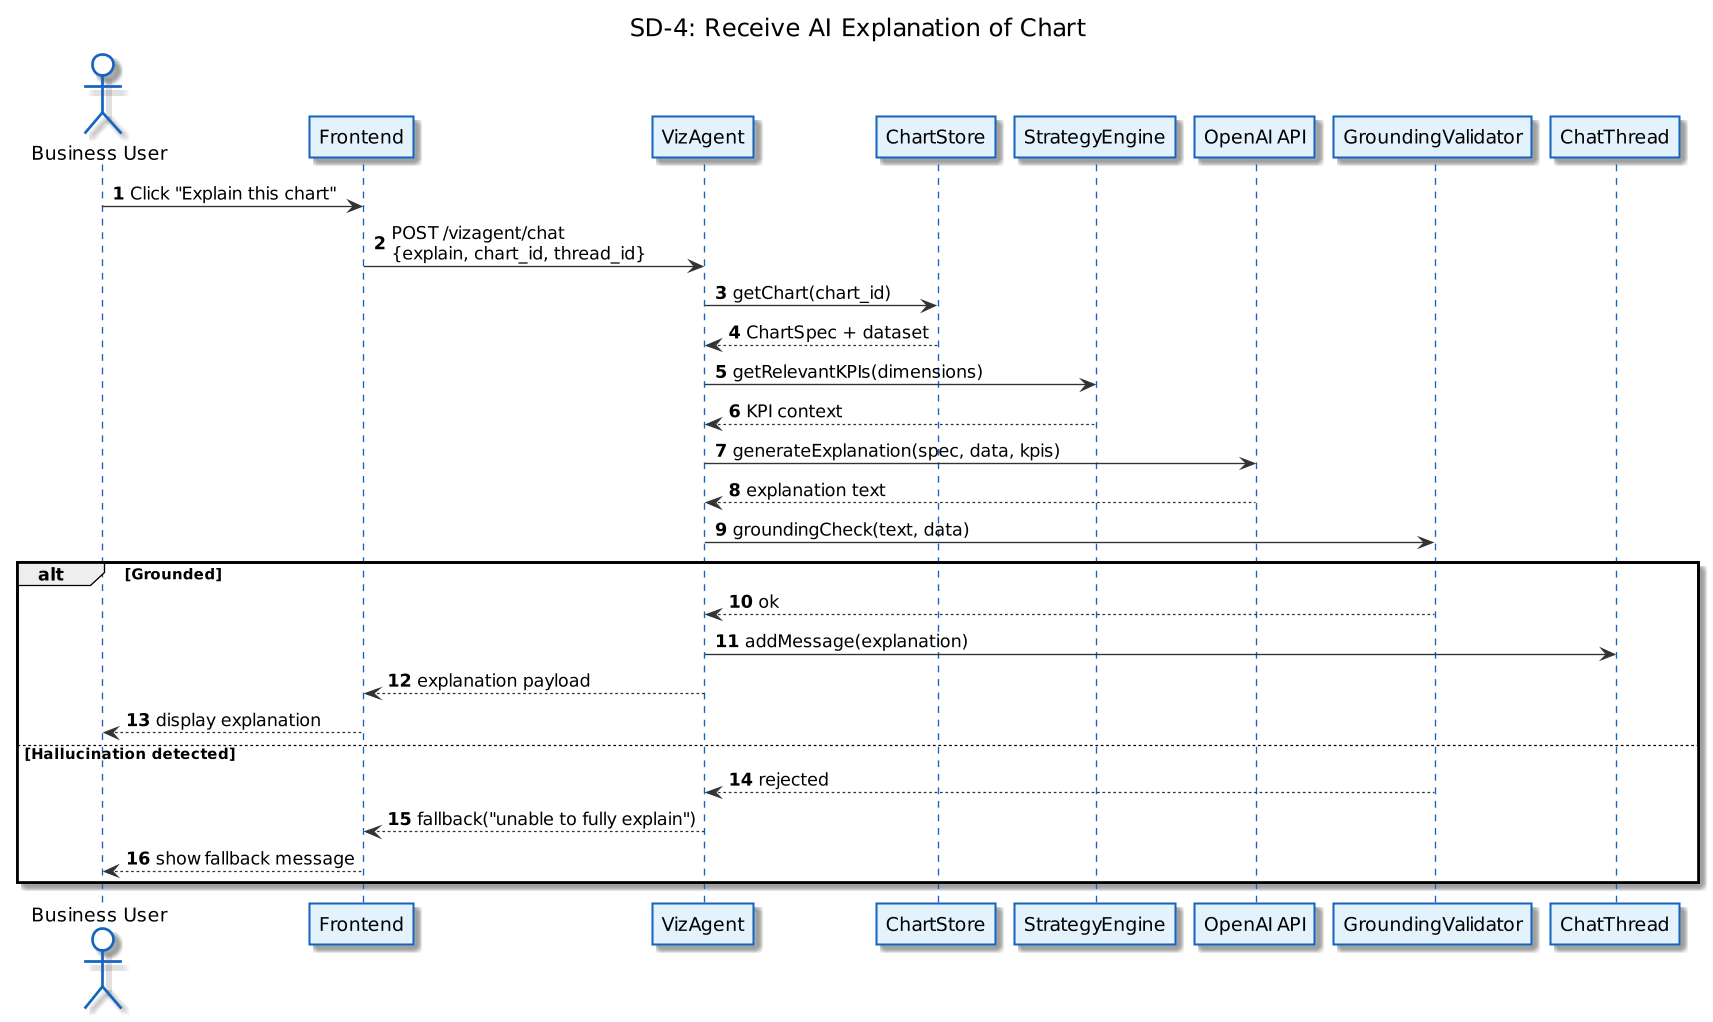 SD-4: Receive AI Explanation of Chart
Business User
Frontend
VizAgent
ChartStore
StrategyEngine
OpenAI API
GroundingValidator
ChatThread
1 Click "Explain this chart"
2 POST /vizagent/chat
{explain, chart_id, thread_id}
3 getChart(chart_id)
4 ChartSpec + dataset
5 getRelevantKPIs(dimensions)
6 KPI context
7 generateExplanation(spec, data, kpis)
8 explanation text
9 groundingCheck(text, data)
alt [Grounded]
10 ok
11 addMessage(explanation)
12 explanation payload
13 display explanation
[Hallucination detected]
14 rejected
15 fallback("unable to fully explain")
16 show fallback message
Business User
Frontend
VizAgent
ChartStore
StrategyEngine
OpenAI API
GroundingValidator
ChatThread